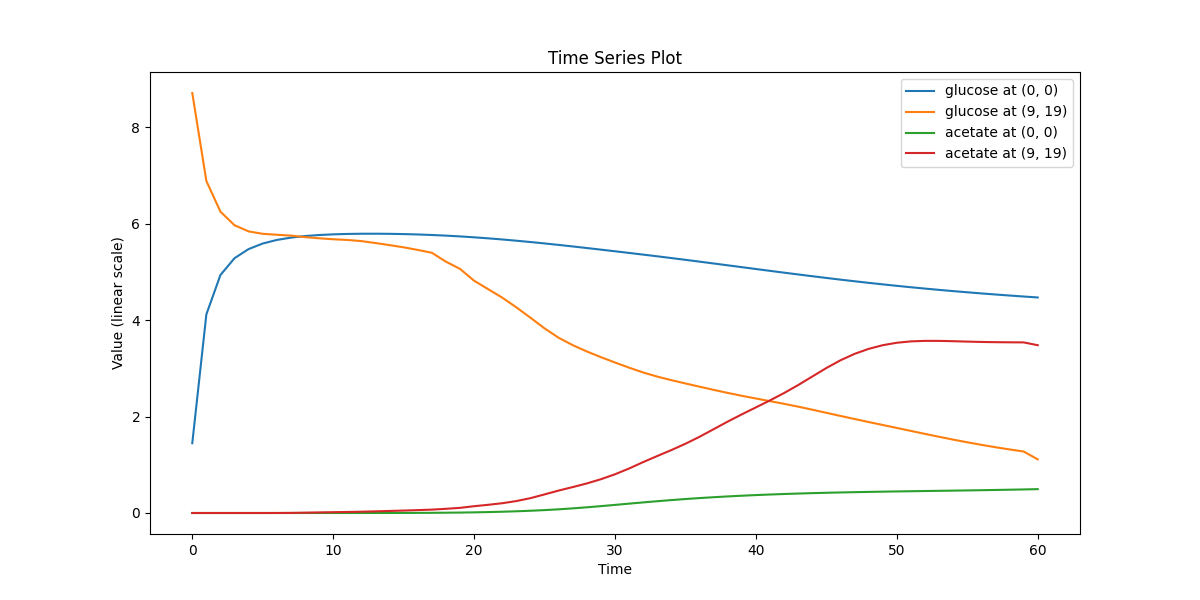 Time Series Plot
glucose at (0, 0)
glucose at (9, 19)
acetate at (0, 0)
acetate at (9, 19)
Value (linear scale)
8
6
4
2
0
0 10 20 30 40 50 60
Time